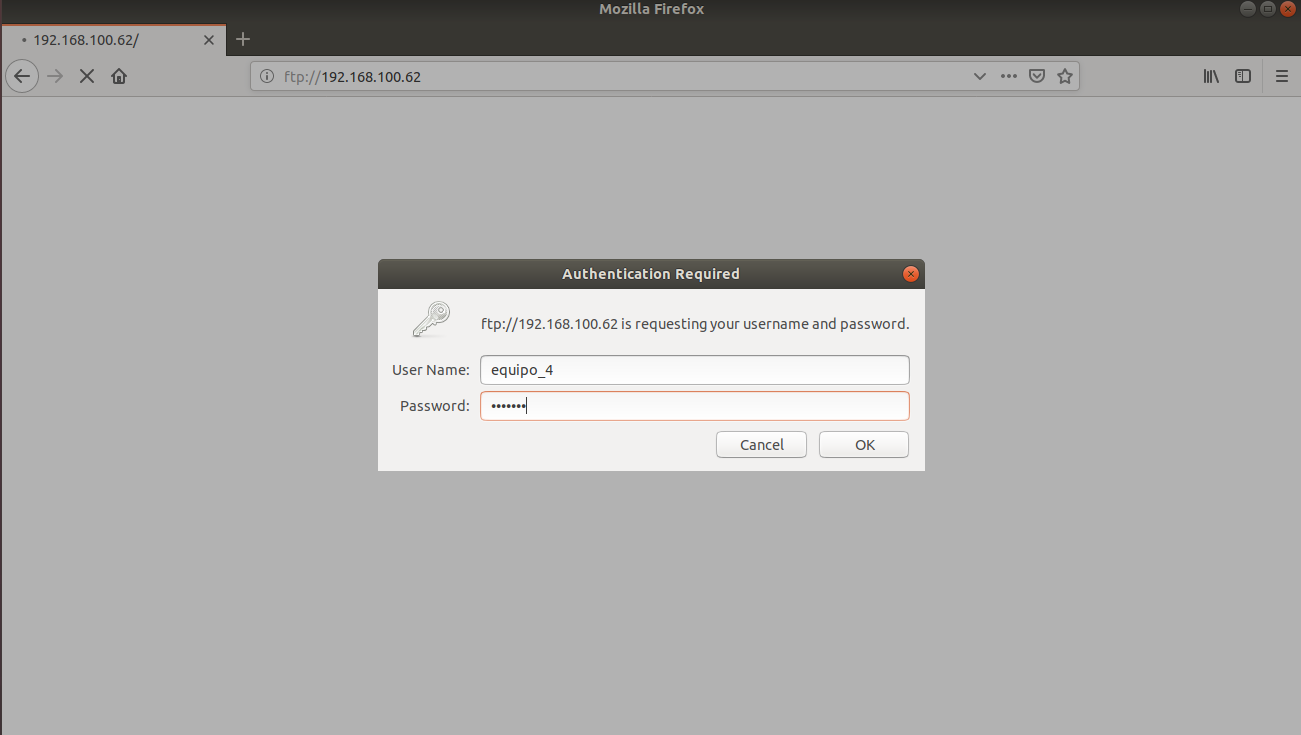 Mozilla Firefox
192.168.100.62/
ftp://192.168.100.62
Authentication Required
ftp://192.168.100.62 is requesting your username and password.
User Name: equipo_4
Password: •••••••
Cancel OK